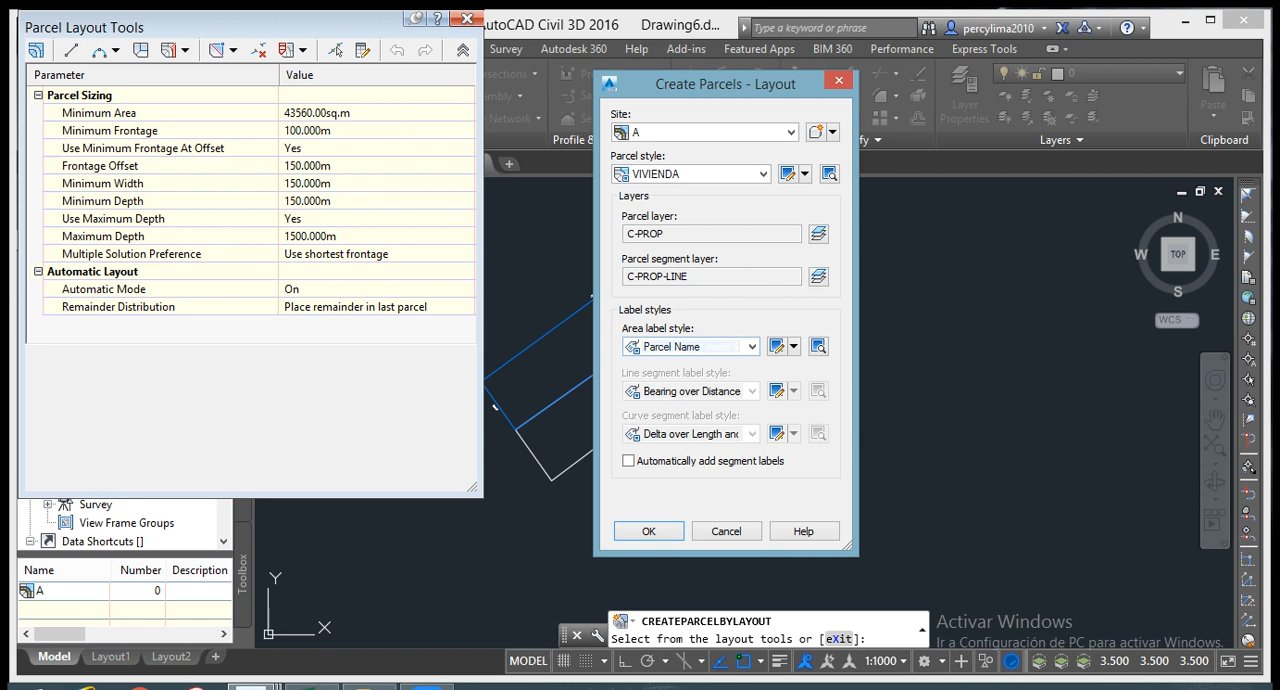 Parcel Layout Tools
Parameter Value
Parcel Sizing
Minimum Area 43560.00sq.m
Minimum Frontage 100.000m
Use Minimum Frontage At Offset Yes
Frontage Offset 150.000m
Minimum Width 150.000m
Minimum Depth 150.000m
Use Maximum Depth Yes
Maximum Depth 1500.000m
Multiple Solution Preference Use shortest frontage
Automatic Layout
Automatic Mode On
Remainder Distribution Place remainder in last parcel
utoCAD Civil 3D 2016 Drawing6.d... Type a keyword or phrase percylima2010
Survey Autodesk 360 Help Add-ins Featured Apps BIM 360 Performance Express Tools
Layer
Properties
0
Paste
Profile & Layers Clipboard
Create Parcels - Layout
Site:
A
Parcel style:
VIVIENDA
Layers
Parcel layer:
C-PROP
Parcel segment layer:
C-PROP-LINE
Label styles
Area label style:
Parcel Name
Line segment label style:
Bearing over Distance
Curve segment label style:
Delta over Length and
Automatically add segment labels
OK Cancel Help
N
W TOP E
S
WCS
Survey
View Frame Groups
Data Shortcuts []
Name Number Description
A 0
Toolbox
Y
X
CREATEPARCELBYLAYOUT
Select from the layout tools or [eXit]:
Activar Windows
Ir a Configuración de PC para activar Windows.
Model Layout1 Layout2 +
MODEL 1:1000 3.500 3.500 3.500